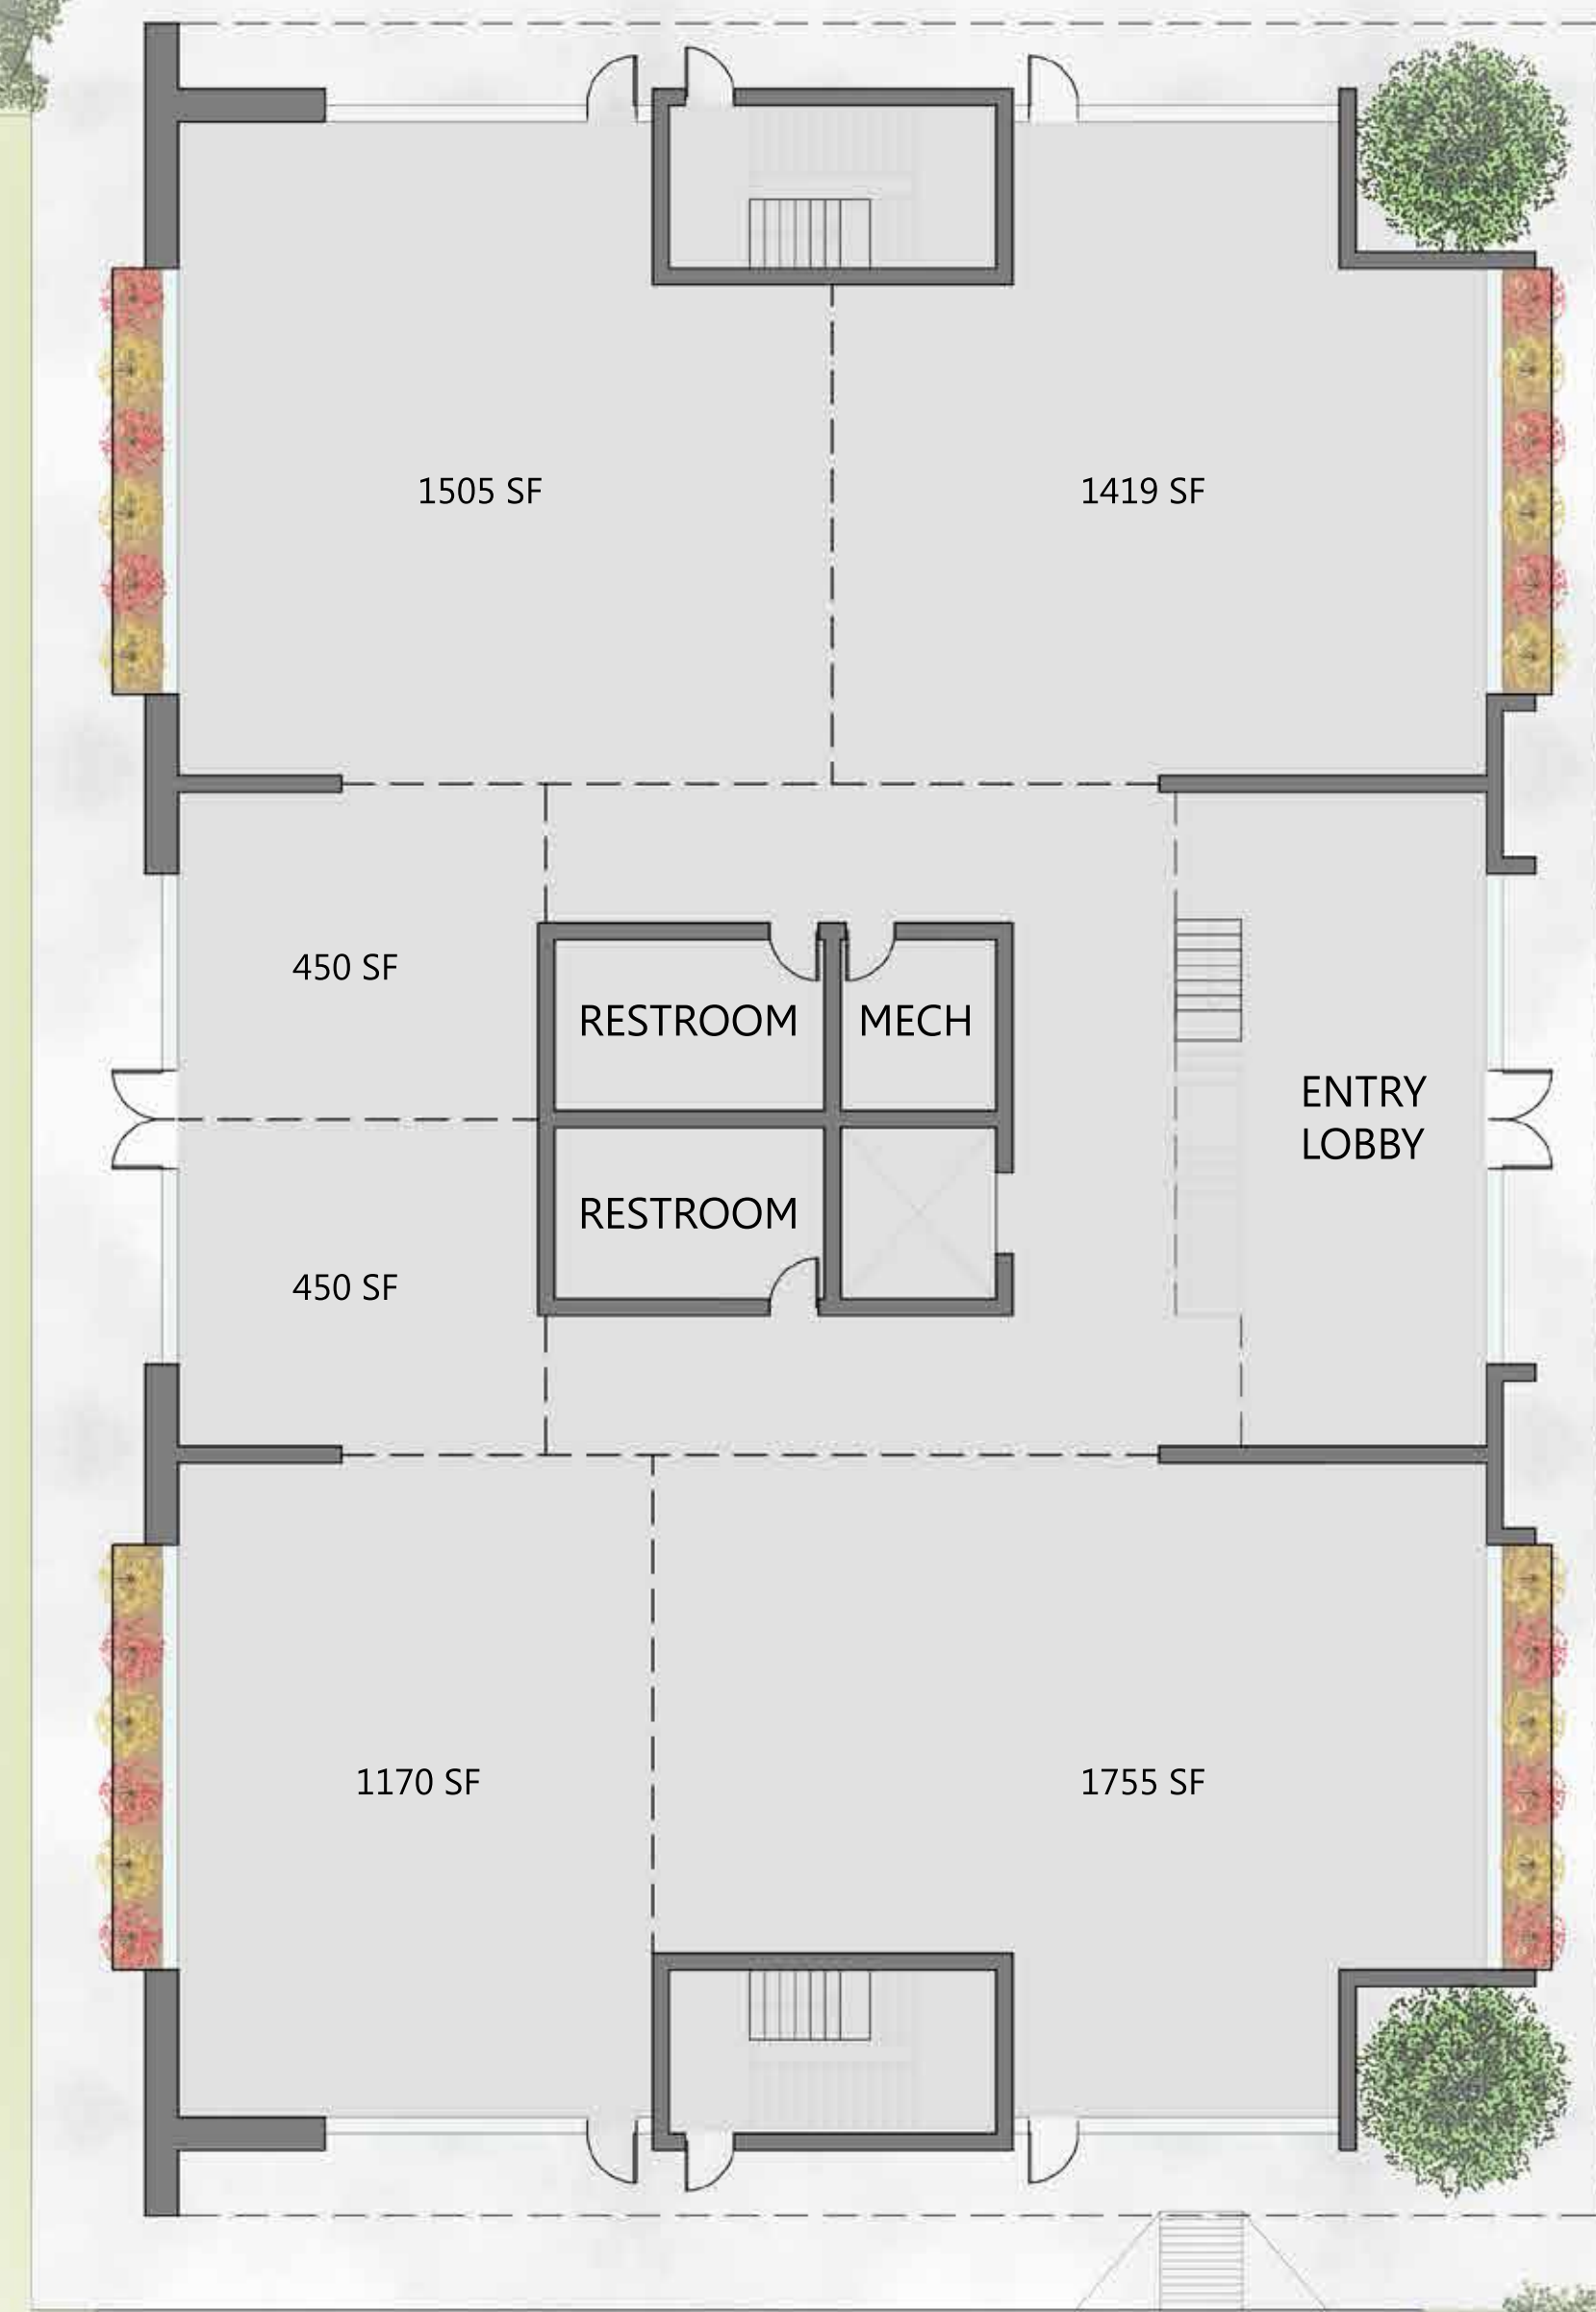 1505 SF
1419 SF
450 SF
RESTROOM
MECH
ENTRY
LOBBY
RESTROOM
450 SF
1170 SF
1755 SF